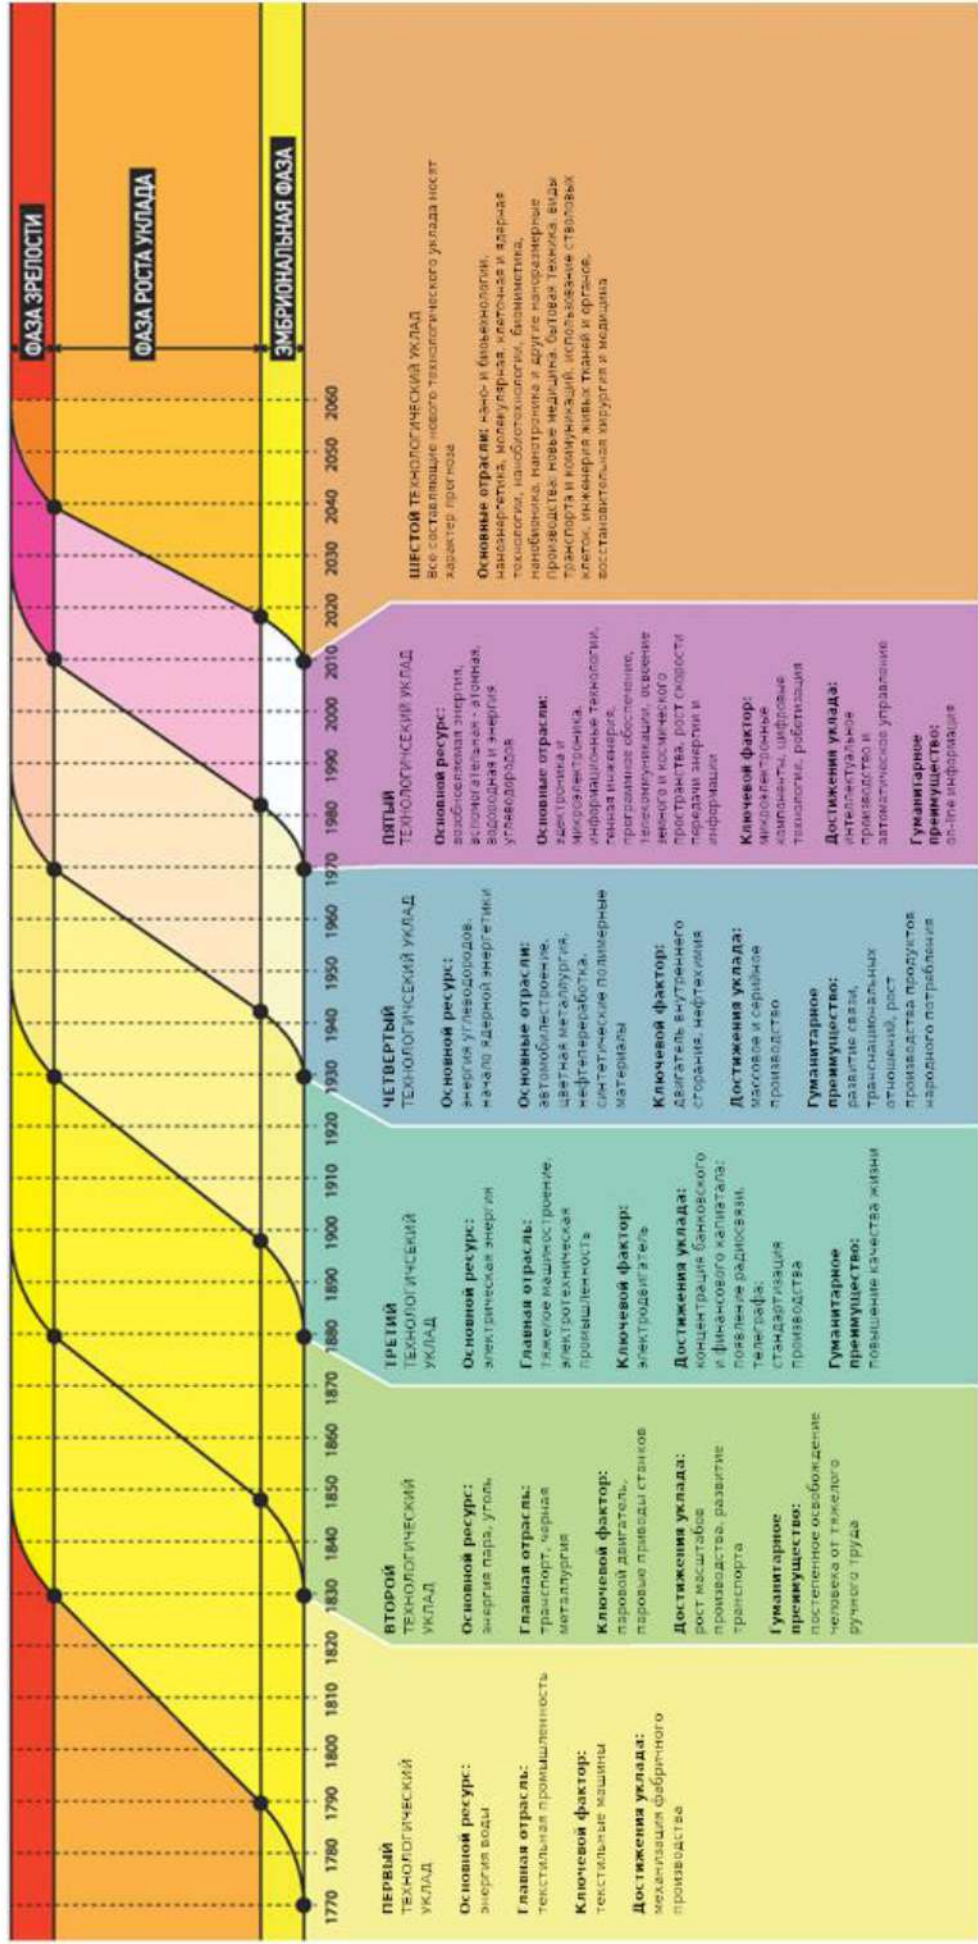 ФАЗА ЗРЕЛОСТИ
ФАЗА РОСТА УКЛАДА
ЭМБРИОНАЛЬНАЯ ФАЗА
1770 1780 1790 1800 1810 1820 1830 1840 1850 1860 1870 1880 1890 1900 1910 1920 1930 1940 1950 1960 1970 1980 1990 2000 2010 2020 2030 2040 2050 2060
ПЕРВЫЙ
ТЕХНОЛОГИЧЕСКИЙ
УКЛАД
Основной ресурс:
энергия воды
Главная отрасль:
текстильная промышленность
Ключевой фактор:
текстильные машины
Достижения уклада:
механизация фабричного
производства
ВТОРОЙ
ТЕХНОЛОГИЧЕСКИЙ
УКЛАД
Основной ресурс:
энергия пара, уголь
Главная отрасль:
транспорт, черная
металлургия
Ключевой фактор:
паровой двигатель,
паровые приводы станков
Достижения уклада:
рост масштабов
производства, развитие
транспорта
Гуманитарное
преимущество:
постепенное освобождение
человека от тяжелого
ручного труда
ТРЕТИЙ
ТЕХНОЛОГИЧСЕКИЙ
УКЛАД
Основной ресурс:
электрическая энергия
Главная отрасль:
тяжелое машиностроение,
электротехническая
промышленность
Ключевой фактор:
электродвигатель
Достижения уклада:
концентрация банковского
и финансового капиатала;
появление радиосвязи,
телеграфа;
стандартизация
производства
Гуманитарное
преимущество:
повышение качества жизни
ЧЕТВЕРТЫЙ
ТЕХНОЛОГИЧСЕКИЙ УКЛАД
Основной ресурс:
энергия углеводородов,
начало ядерной энергетики
Основные отрасли:
автомобилестроение,
цветная металлургия,
нефтепереработка,
синтетические полимерные
материалы
Ключевой фактор:
двигатель внутреннего
сгорания, нефтехимия
Достижения уклада:
массовое и серийное
производство
Гуманитарное
преимущество:
развитие связи,
транснациональных
отношений, рост
производства продуктов
народного потребления
ПЯТЫЙ
ТЕХНОЛОГИЧСЕКИЙ УКЛАД
Основной ресурс:
возобновляемая энергия,
вспомогательная - атомная,
водородная и энергия
углеводородов
Основные отрасли:
электроника и
микроэлектроника,
информационные технологии,
генная инженерия,
программное обеспечение,
телекоммуникации, освоение
земного и космического
пространства, рост скорости
передачи энергии и
информации
Ключевой фактор:
микроэлектронные
компоненты, цифровые
технологии, роботизация
Достижения уклада:
интеллектуальное
производство и
автоматическое управление
Гуманитарное
преимущество:
on-line информация
ШЕСТОЙ ТЕХНОЛОГИЧЕСКИЙ УКЛАД
Все составляющие нового технологического уклада носят
характер прогноза
Основные отрасли: нано- и биотехнологии,
наноэнергетика, молекулярная, клеточная и ядерная
технологии, нанобиотехнологии, биомиметика,
нанобионика, нанотроника и другие наноразмерные
производства; новые медицина, бытовая техника, виды
транспорта и коммуникаций, использование стволовых
клеток, инженерия живых тканей и органов,
восстановительная хирургия и медицина